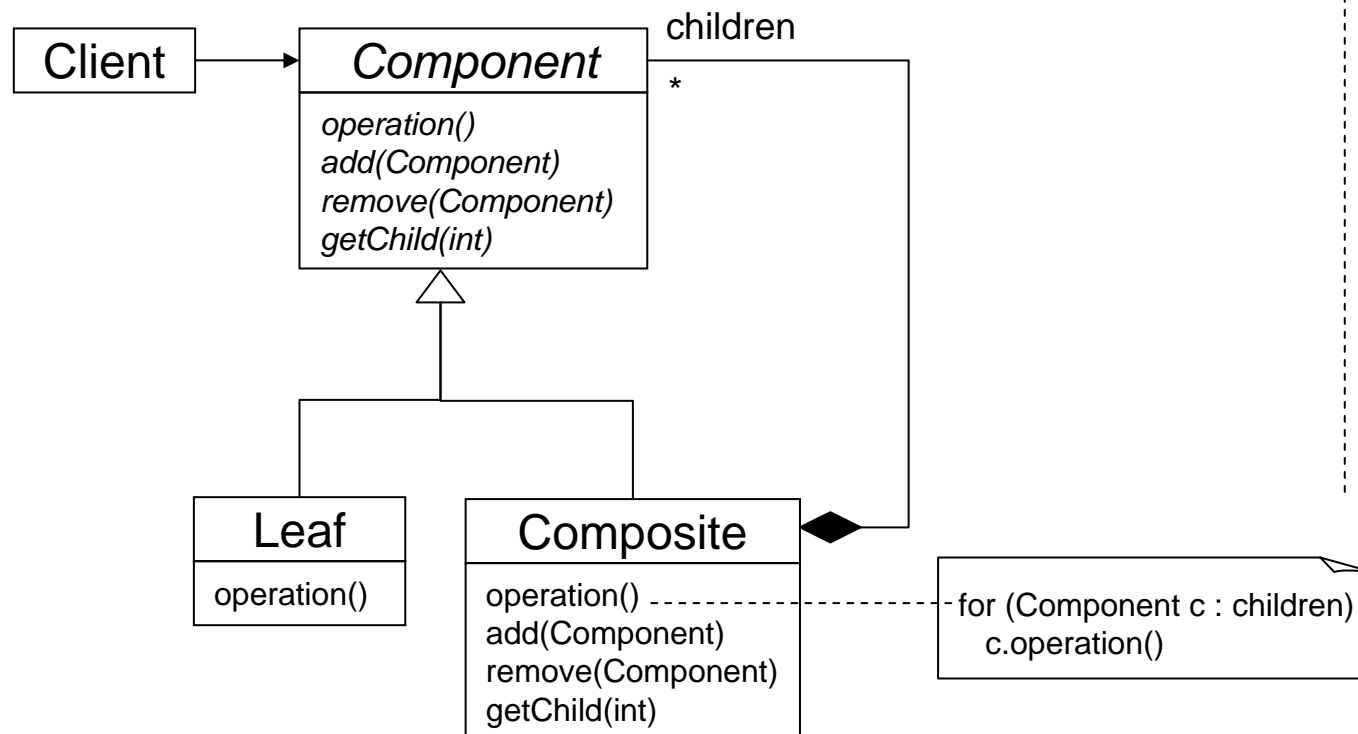 children
Client
Component
*
operation()
add(Component)
remove(Component)
getChild(int)
Leaf
operation()
Composite
operation()
add(Component)
remove(Component)
getChild(int)
for (Component c : children)
c.operation()